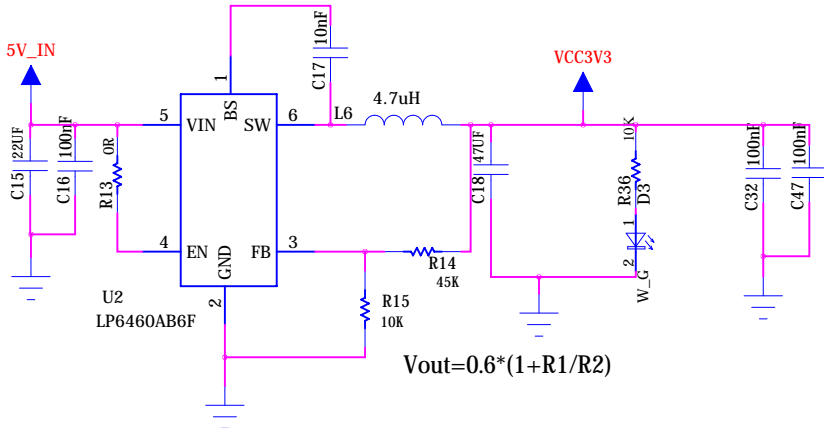 5V_IN
10nF
C17
VCC3V3
1
BS
4.7uH
L6
5
VIN
SW
6
22UF
C15
100nF
C16
0R
R13
47UF
C18
10K
R36
D3
1
2
W_G
100nF
C32
100nF
C47
4
EN
GND
FB
3
2
R14
45K
U2
LP6460AB6F
R15
10K
Vout=0.6*(1+R1/R2)